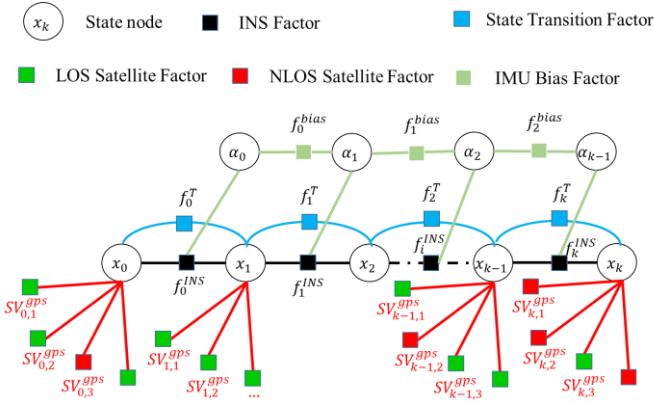 x_k State node
INS Factor
State Transition Factor
LOS Satellite Factor
NLOS Satellite Factor
IMU Bias Factor
f_0^{bias} f_1^{bias} f_2^{bias}
α_0 α_1 α_2 α_{k-1}
f_0^T f_1^T f_2^T f_k^T
x_0 x_1 x_2 x_{k-1} x_k
f_0^{INS} f_1^{INS} f_i^{INS} f_k^{INS}
SV_{0,1}^{gps}
SV_{0,2}^{gps}
SV_{0,3}^{gps}
SV_{1,1}^{gps}
SV_{1,2}^{gps}
...
SV_{k-1,1}^{gps}
SV_{k-1,2}^{gps}
SV_{k-1,3}^{gps}
SV_{k,1}^{gps}
SV_{k,2}^{gps}
SV_{k,3}^{gps}